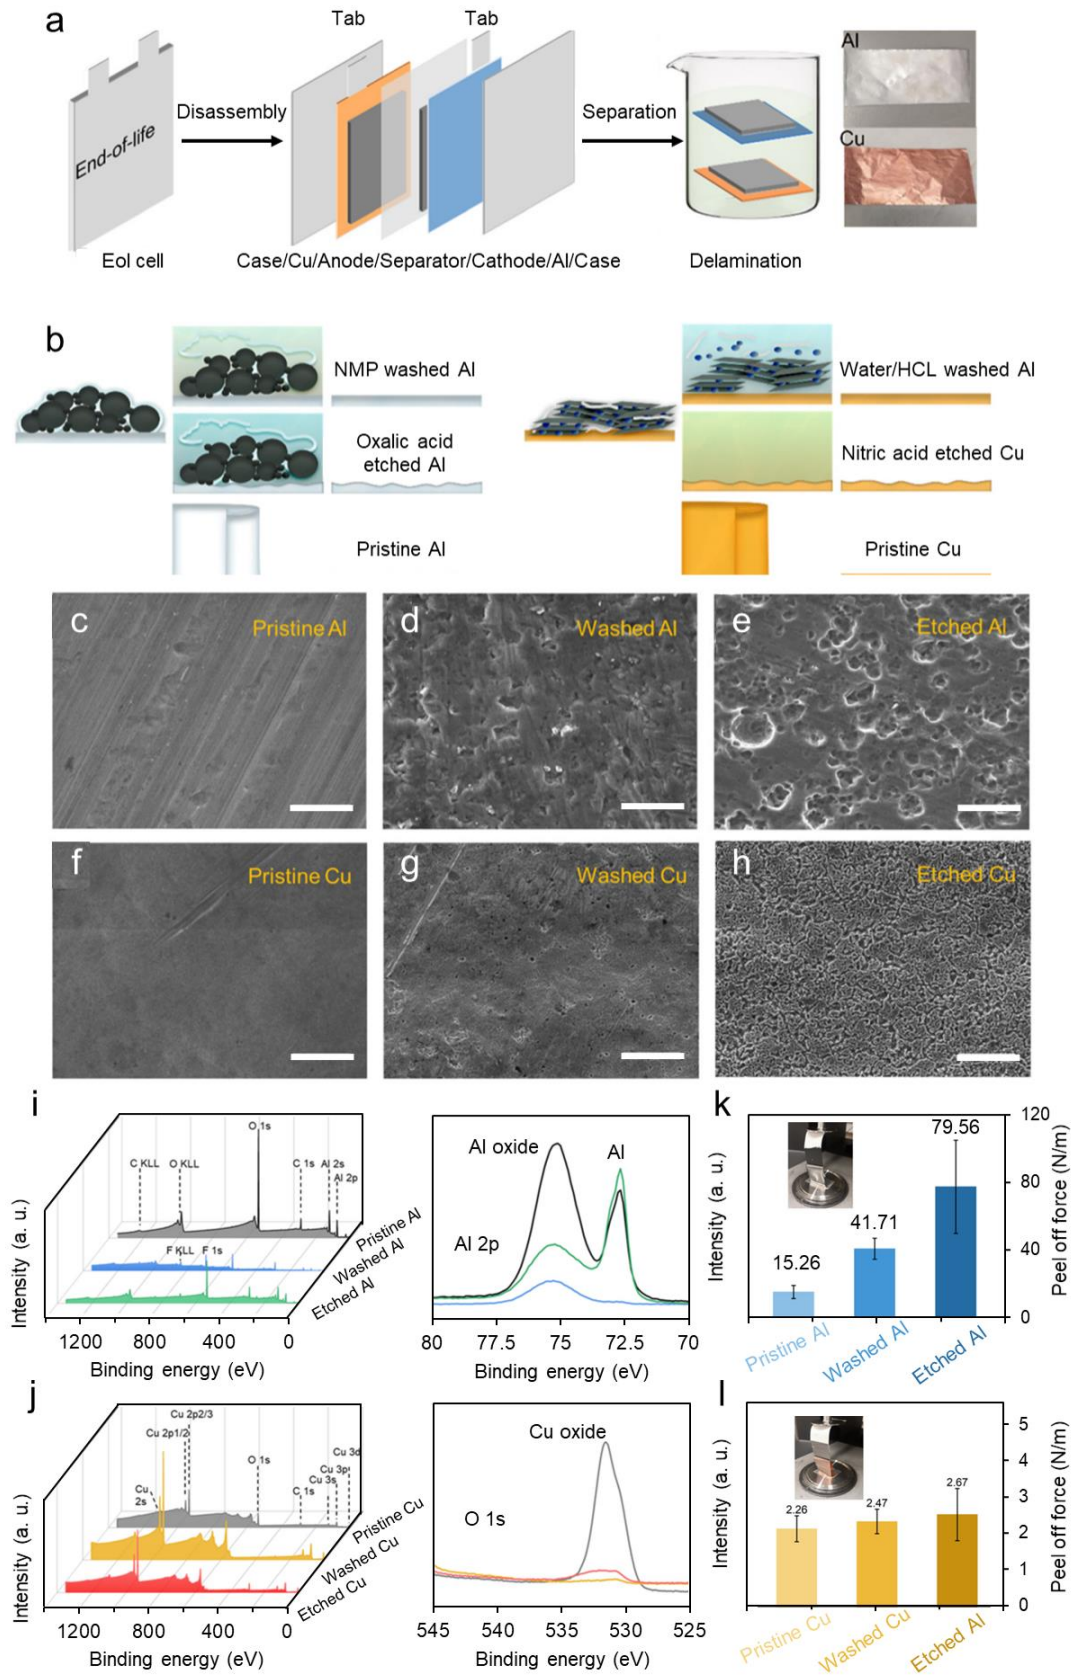 a
Tab
Tab
End-of-life
Disassembly
Separation
Al
Cu
Eol cell
Case/Cu/Anode/Separator/Cathode/Al/Case
Delamination
b
NMP washed Al
Oxalic acid
etched Al
Pristine Al
Water/HCL washed Al
Nitric acid etched Cu
Pristine Cu
c
Pristine Al
d
Washed Al
e
Etched Al
f
Pristine Cu
g
Washed Cu
h
Etched Cu
i
Intensity (a. u.)
C KLL
O KLL
O 1s
C 1s
Al 2s
Al 2p
F KLL
F 1s
Pristine Al
Washed Al
Etched Al
1200 800 400 0
Binding energy (eV)
Al oxide
Al
Al 2p
80 77.5 75 72.5 70
Binding energy (eV)
k
Intensity (a. u.)
15.26
41.71
79.56
120
80
40
0
Peel off force (N/m)
Pristine Al
Washed Al
Etched Al
j
Intensity (a. u.)
Cu 2p2/3
Cu 2p1/2
Cu
2s
O 1s
C 1s
Cu 3s
Cu 3p
Cu 3d
Pristine Cu
Washed Cu
Etched Cu
1200 800 400 0
Binding energy (eV)
Cu oxide
O 1s
545 540 535 530 525
Binding energy (eV)
l
Intensity (a. u.)
2.26
2.47
2.67
5
4
3
2
1
0
Peel off force (N/m)
Pristine Cu
Washed Cu
Etched Al